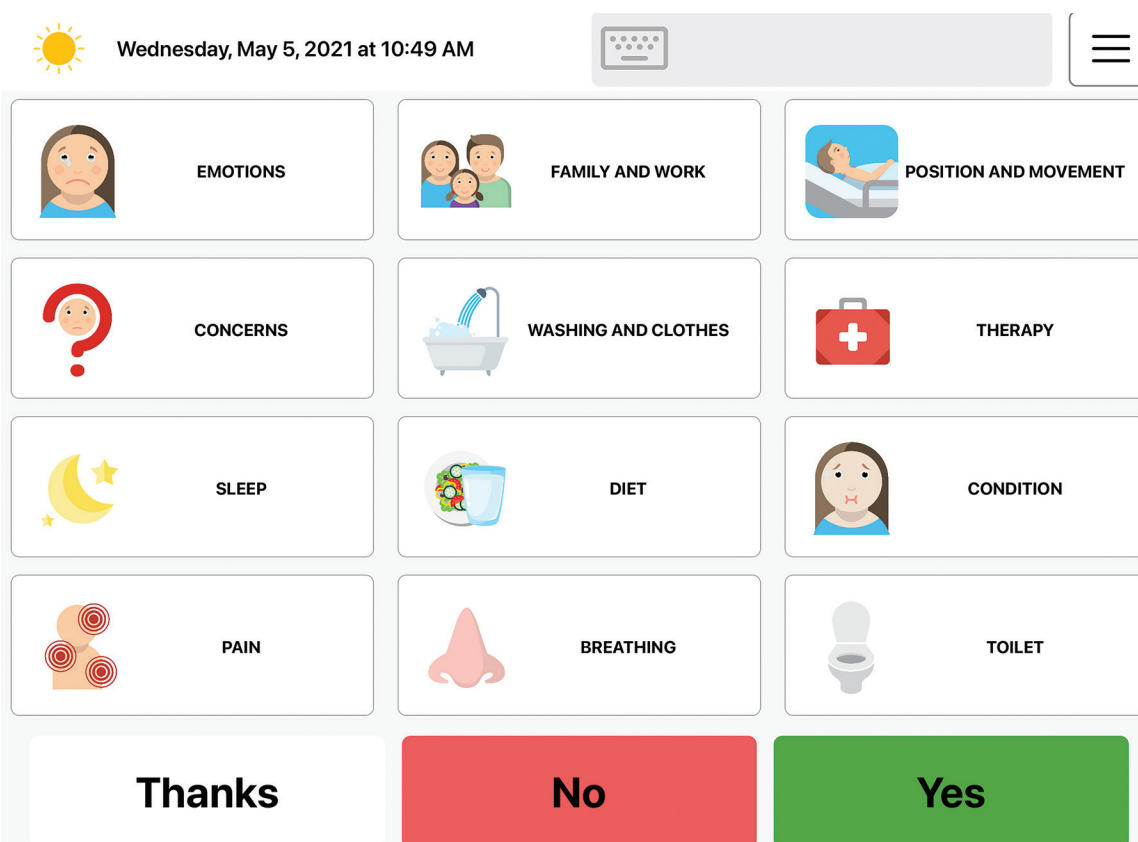 Wednesday, May 5, 2021 at 10:49 AM
EMOTIONS
FAMILY AND WORK
POSITION AND MOVEMENT
CONCERNS
WASHING AND CLOTHES
THERAPY
SLEEP
DIET
CONDITION
PAIN
BREATHING
TOILET
Thanks
No
Yes